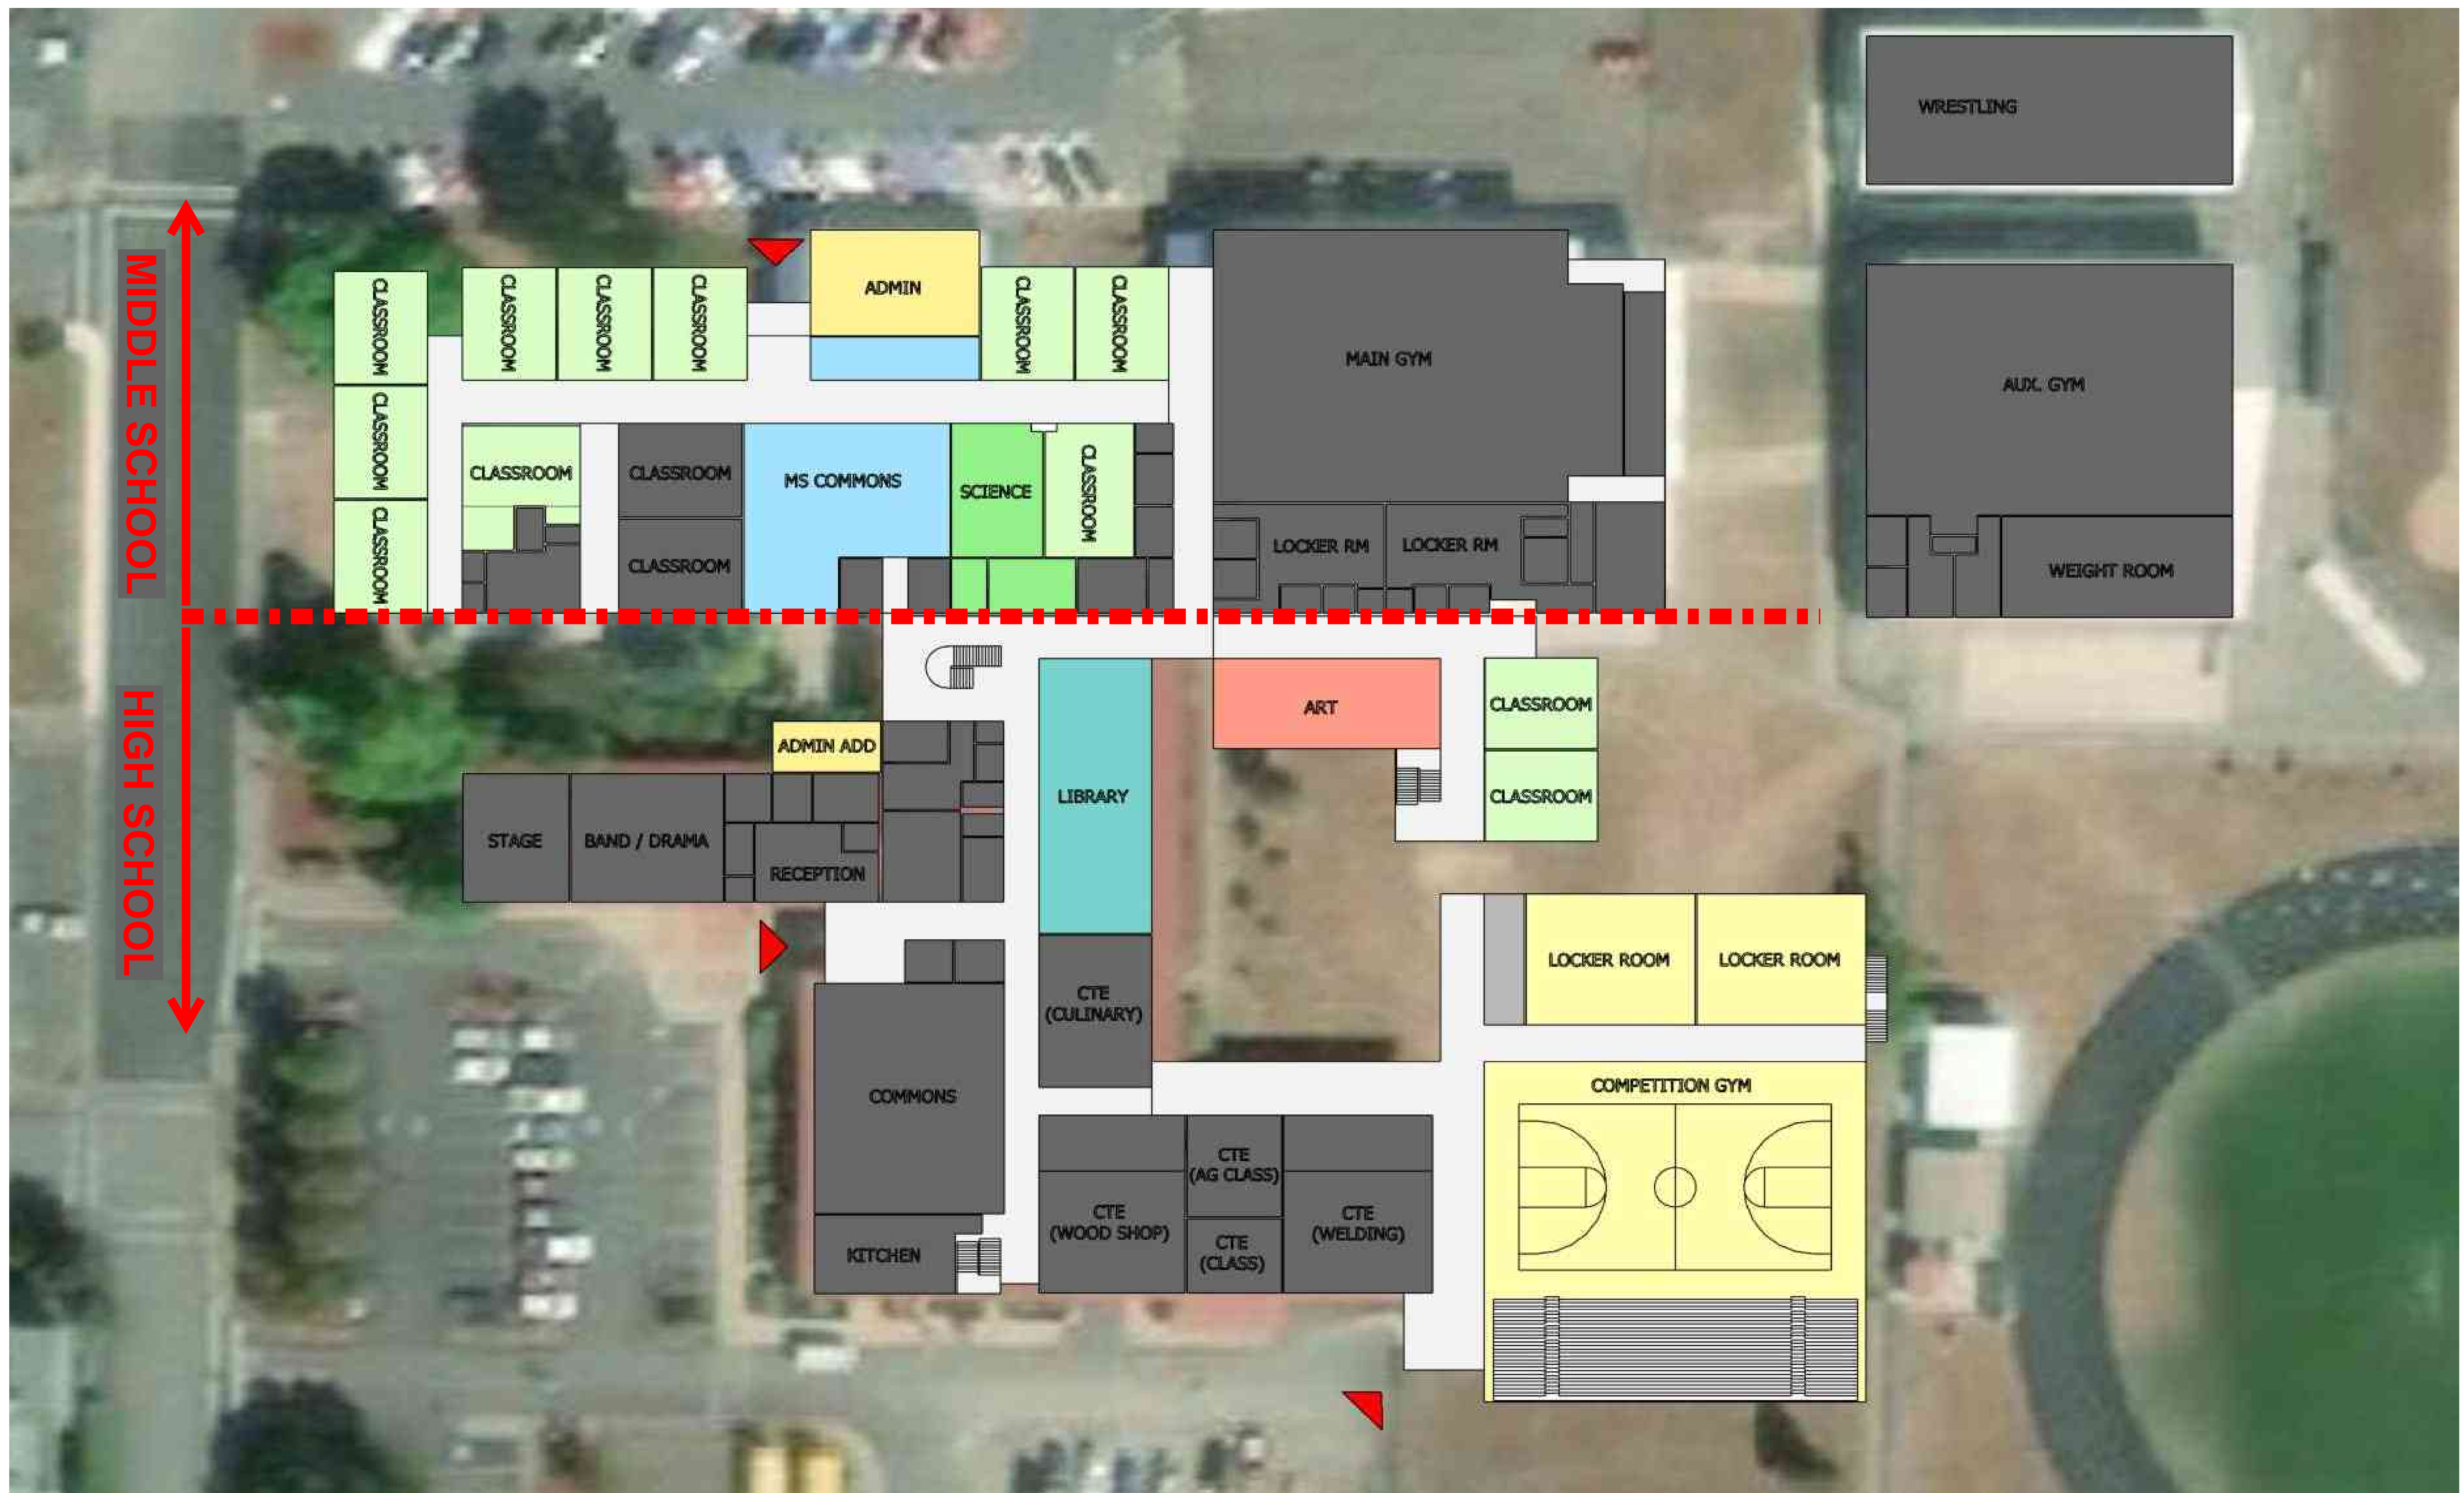 WRESTLING
MIDDLE SCHOOL
ADMIN
CLASSROOM
CLASSROOM
CLASSROOM
CLASSROOM
CLASSROOM
CLASSROOM
MAIN GYM
AUX. GYM
CLASSROOM
CLASSROOM
CLASSROOM
MS COMMONS
SCIENCE
CLASSROOM
CLASSROOM
CLASSROOM
LOCKER RM
LOCKER RM
WEIGHT ROOM
HIGH SCHOOL
ART
CLASSROOM
ADMIN ADD
LIBRARY
CLASSROOM
STAGE
BAND / DRAMA
RECEPTION
LOCKER ROOM
LOCKER ROOM
CTE
(CULINARY)
COMMONS
COMPETITION GYM
CTE
(AG CLASS)
CTE
(WOOD SHOP)
CTE
(WELDING)
KITCHEN
CTE
(CLASS)